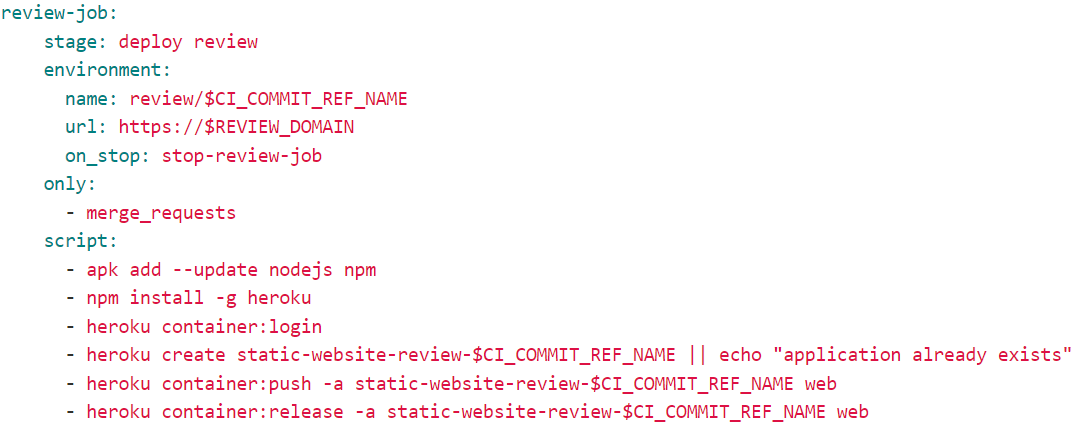 review-job:
    stage: deploy review
    environment:
      name: review/$CI_COMMIT_REF_NAME
      url: https://$REVIEW_DOMAIN
      on_stop: stop-review-job
    only:
      - merge_requests
    script:
      - apk add --update nodejs npm
      - npm install -g heroku
      - heroku container:login
      - heroku create static-website-review-$CI_COMMIT_REF_NAME || echo "application already exists"
      - heroku container:push -a static-website-review-$CI_COMMIT_REF_NAME web
      - heroku container:release -a static-website-review-$CI_COMMIT_REF_NAME web